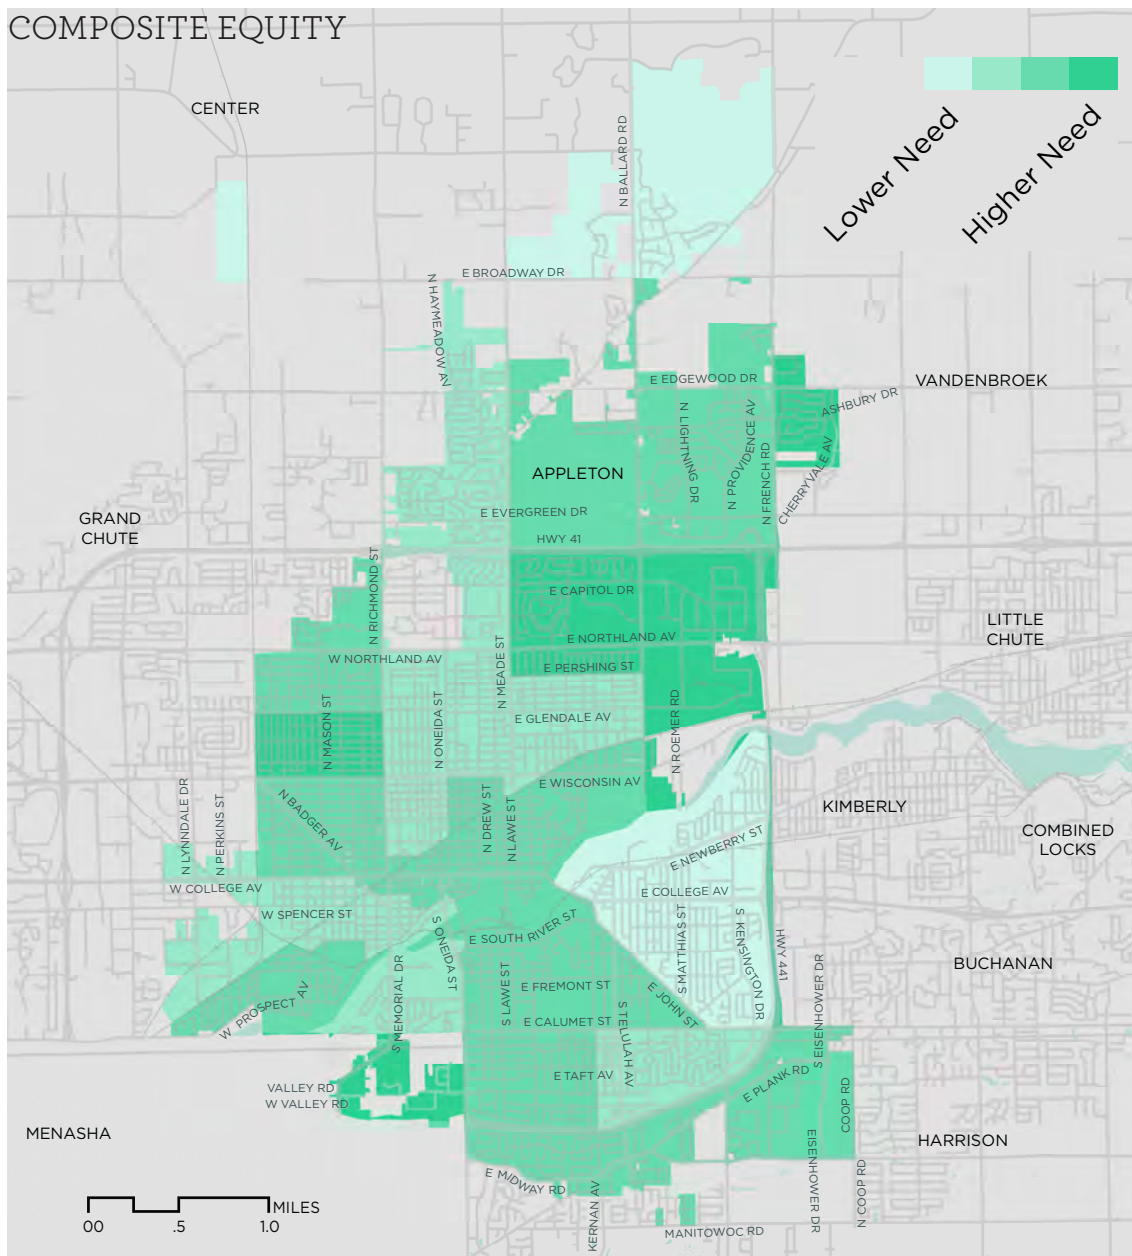 COMPOSITE EQUITY
Lower Need
Higher Need
CENTER
N BALLARD RD
E BROADWAY DR
N HAYMEADOW AV
E EDGEWOOD DR
VANDENBROEK
ASHBURY DR
N LIGHTNING DR
N PROVIDENCE AV
N FRENCH RD
CHERRYVALE AV
APPLETON
E EVERGREEN DR
HWY 41
GRAND
CHUTE
N RICHMOND ST
E CAPITOL DR
E NORTHLAND AV
LITTLE
CHUTE
W NORTHLAND AV
E PERSHING ST
N MEADE ST
N MASON ST
N ONEIDA ST
E GLENDALE AV
N ROEMER RD
E WISCONSIN AV
N LYNNDALE DR
N PERKINS ST
N BADGER AV
N DREW ST
N LAWE ST
KIMBERLY
COMBINED
LOCKS
E NEWBERRY ST
W COLLEGE AV
E COLLEGE AV
W SPENCER ST
S ONEIDA ST
E SOUTH RIVER ST
S MATHIAS ST
S KENSINGTON DR
HWY 441
BUCHANAN
S MEMORIAL DR
S LAWE ST
E FREMONT ST
E JOHN ST
S EISENHOWER DR
W PROSPECT AV
E CALUMET ST
S TELULAH AV
E TAFT AV
E PLANK RD
COOP RD
VALLEY RD
W VALLEY RD
MENASHA
HARRISON
EISENHOWER DR
N COOP RD
E MIDWAY RD
KERNAN AV
MANITOWOC RD
MILES
00 .5 1.0